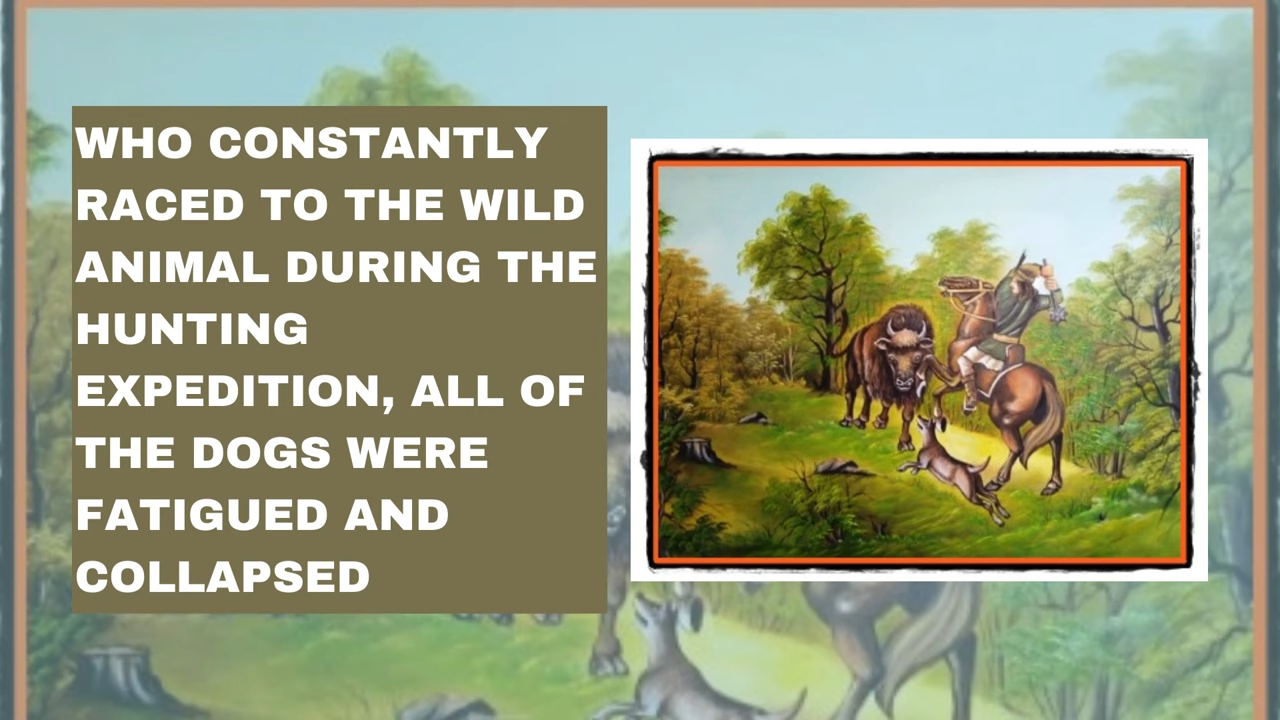 WHO CONSTANTLY
RACED TO THE WILD
ANIMAL DURING THE
HUNTING
EXPEDITION, ALL OF
THE DOGS WERE
FATIGUED AND
COLLAPSED